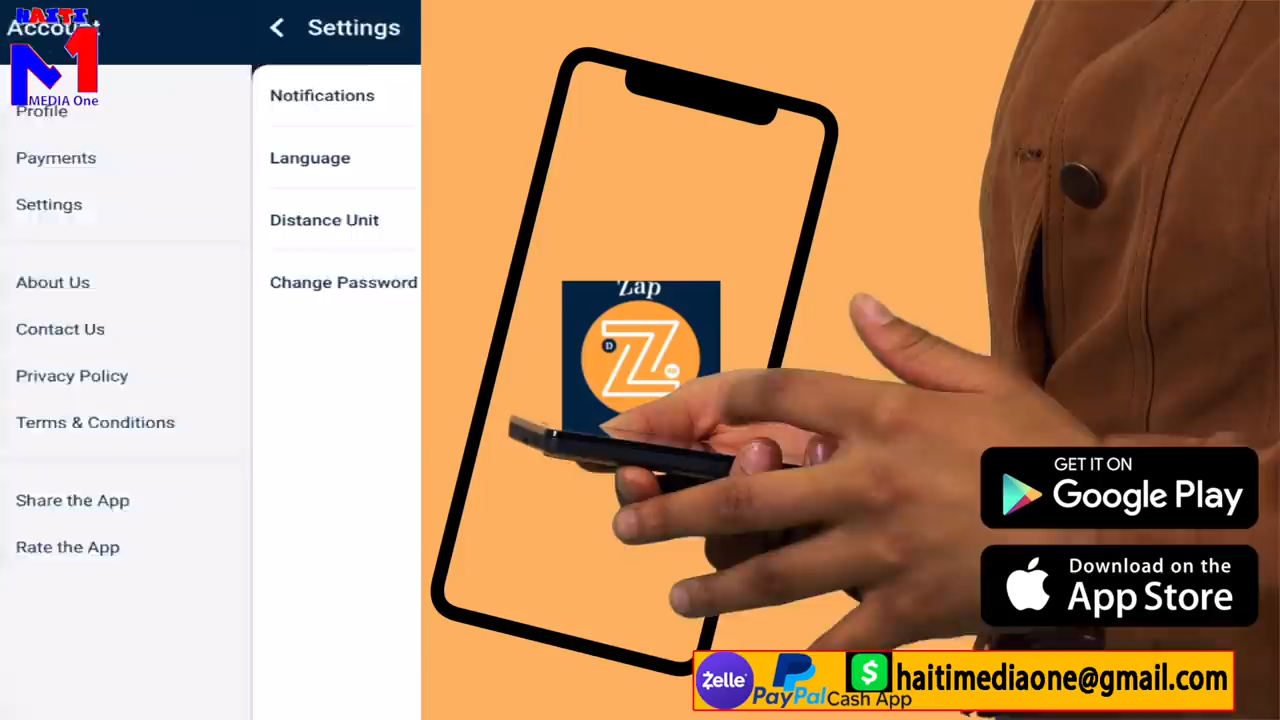 HAITI
M1
MEDIA One
Account
Profile
Payments
Settings
About Us
Contact Us
Privacy Policy
Terms & Conditions
Share the App
Rate the App
Settings
Notifications
Language
Distance Unit
Change Password
Zap
D
Z
GET IT ON
Google Play
Download on the
App Store
Zelle
PayPal
$
Cash App
haitimediaone@gmail.com